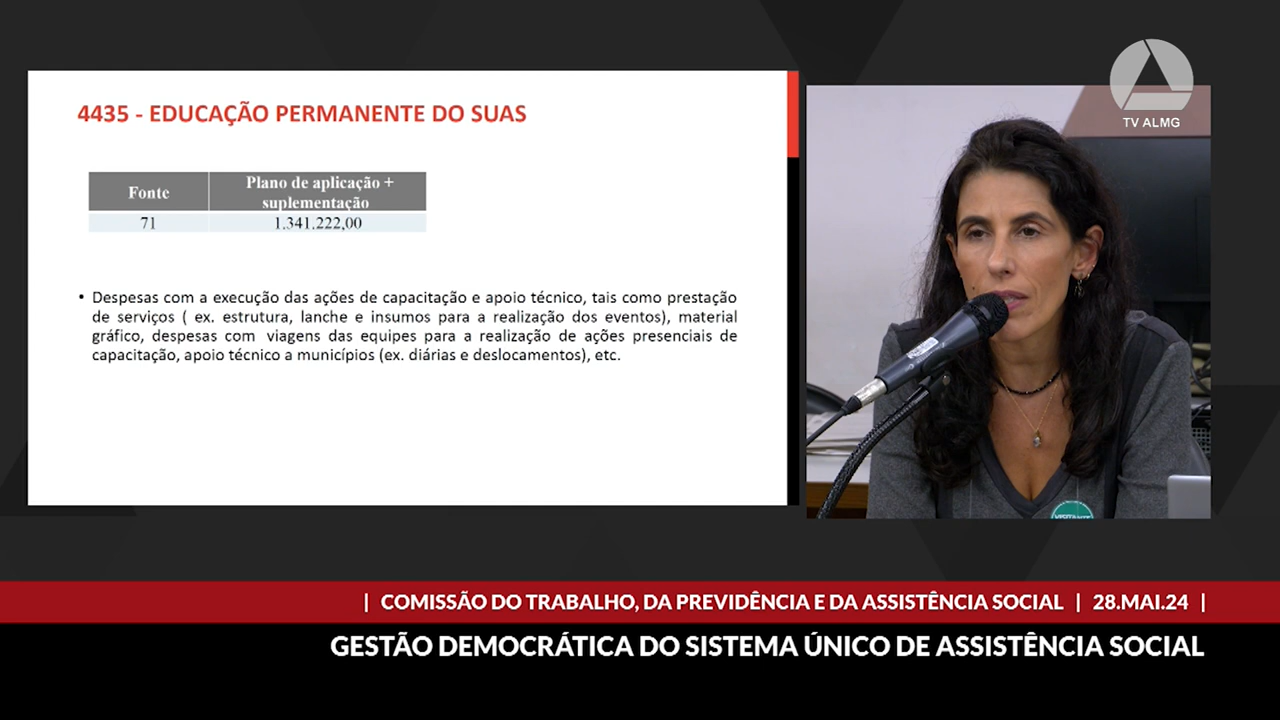 4435 - EDUCAÇÃO PERMANENTE DO SUAS
Fonte
Plano de aplicação +
suplementação
71
1.341.222,00
• Despesas com a execução das ações de capacitação e apoio técnico, tais como prestação
de serviços ( ex. estrutura, lanche e insumos para a realização dos eventos), material
gráfico, despesas com viagens das equipes para a realização de ações presenciais de
capacitação, apoio técnico a municípios (ex. diárias e deslocamentos), etc.
TV ALMG
VISITANTE
| COMISSÃO DO TRABALHO, DA PREVIDÊNCIA E DA ASSISTÊNCIA SOCIAL | 28.MAI.24 |
GESTÃO DEMOCRÁTICA DO SISTEMA ÚNICO DE ASSISTÊNCIA SOCIAL